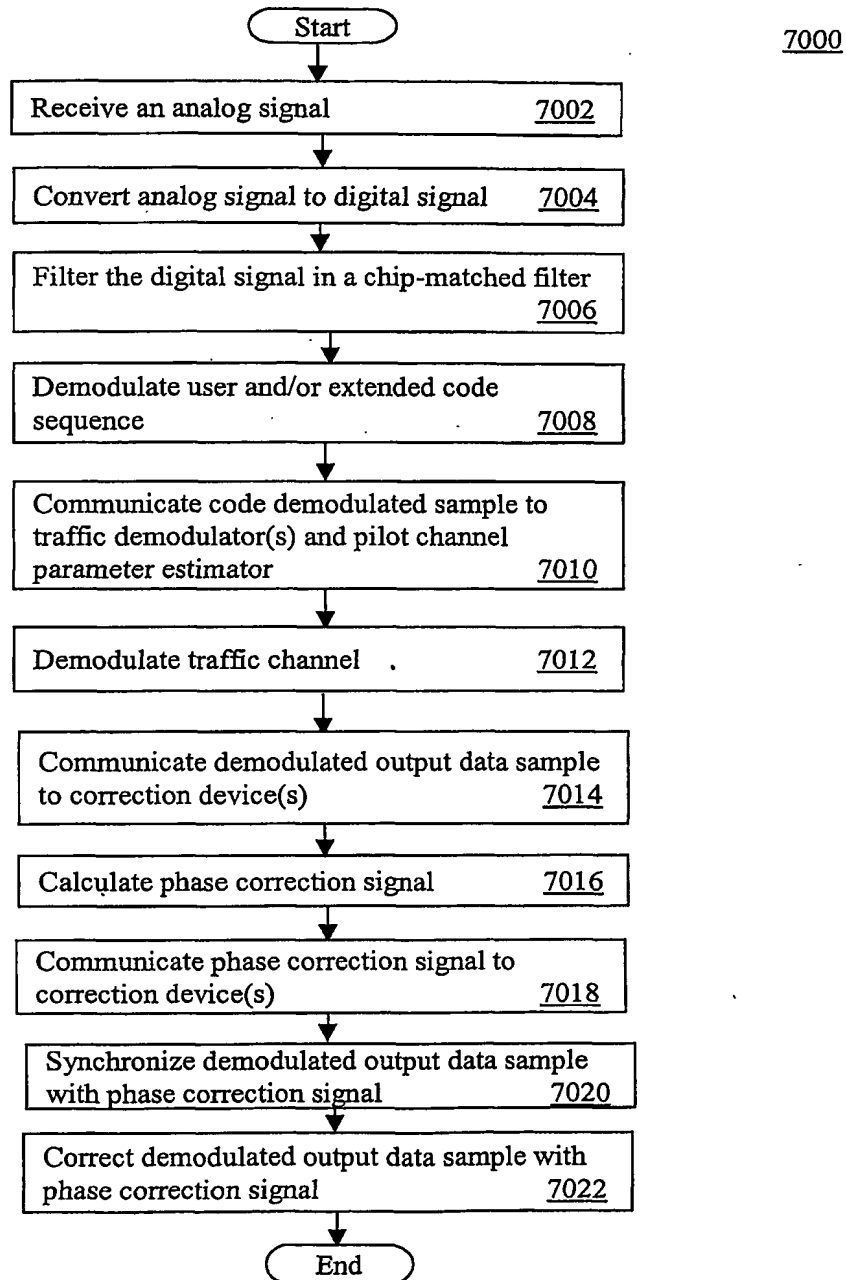 Start
7000
Receive an analog signal 7002
Convert analog signal to digital signal 7004
Filter the digital signal in a chip-matched filter
7006
Demodulate user and/or extended code
sequence 7008
Communicate code demodulated sample to
traffic demodulator(s) and pilot channel
parameter estimator 7010
Demodulate traffic channel 7012
Communicate demodulated output data sample
to correction device(s) 7014
Calculate phase correction signal 7016
Communicate phase correction signal to
correction device(s) 7018
Synchronize demodulated output data sample
with phase correction signal 7020
Correct demodulated output data sample with
phase correction signal 7022
End